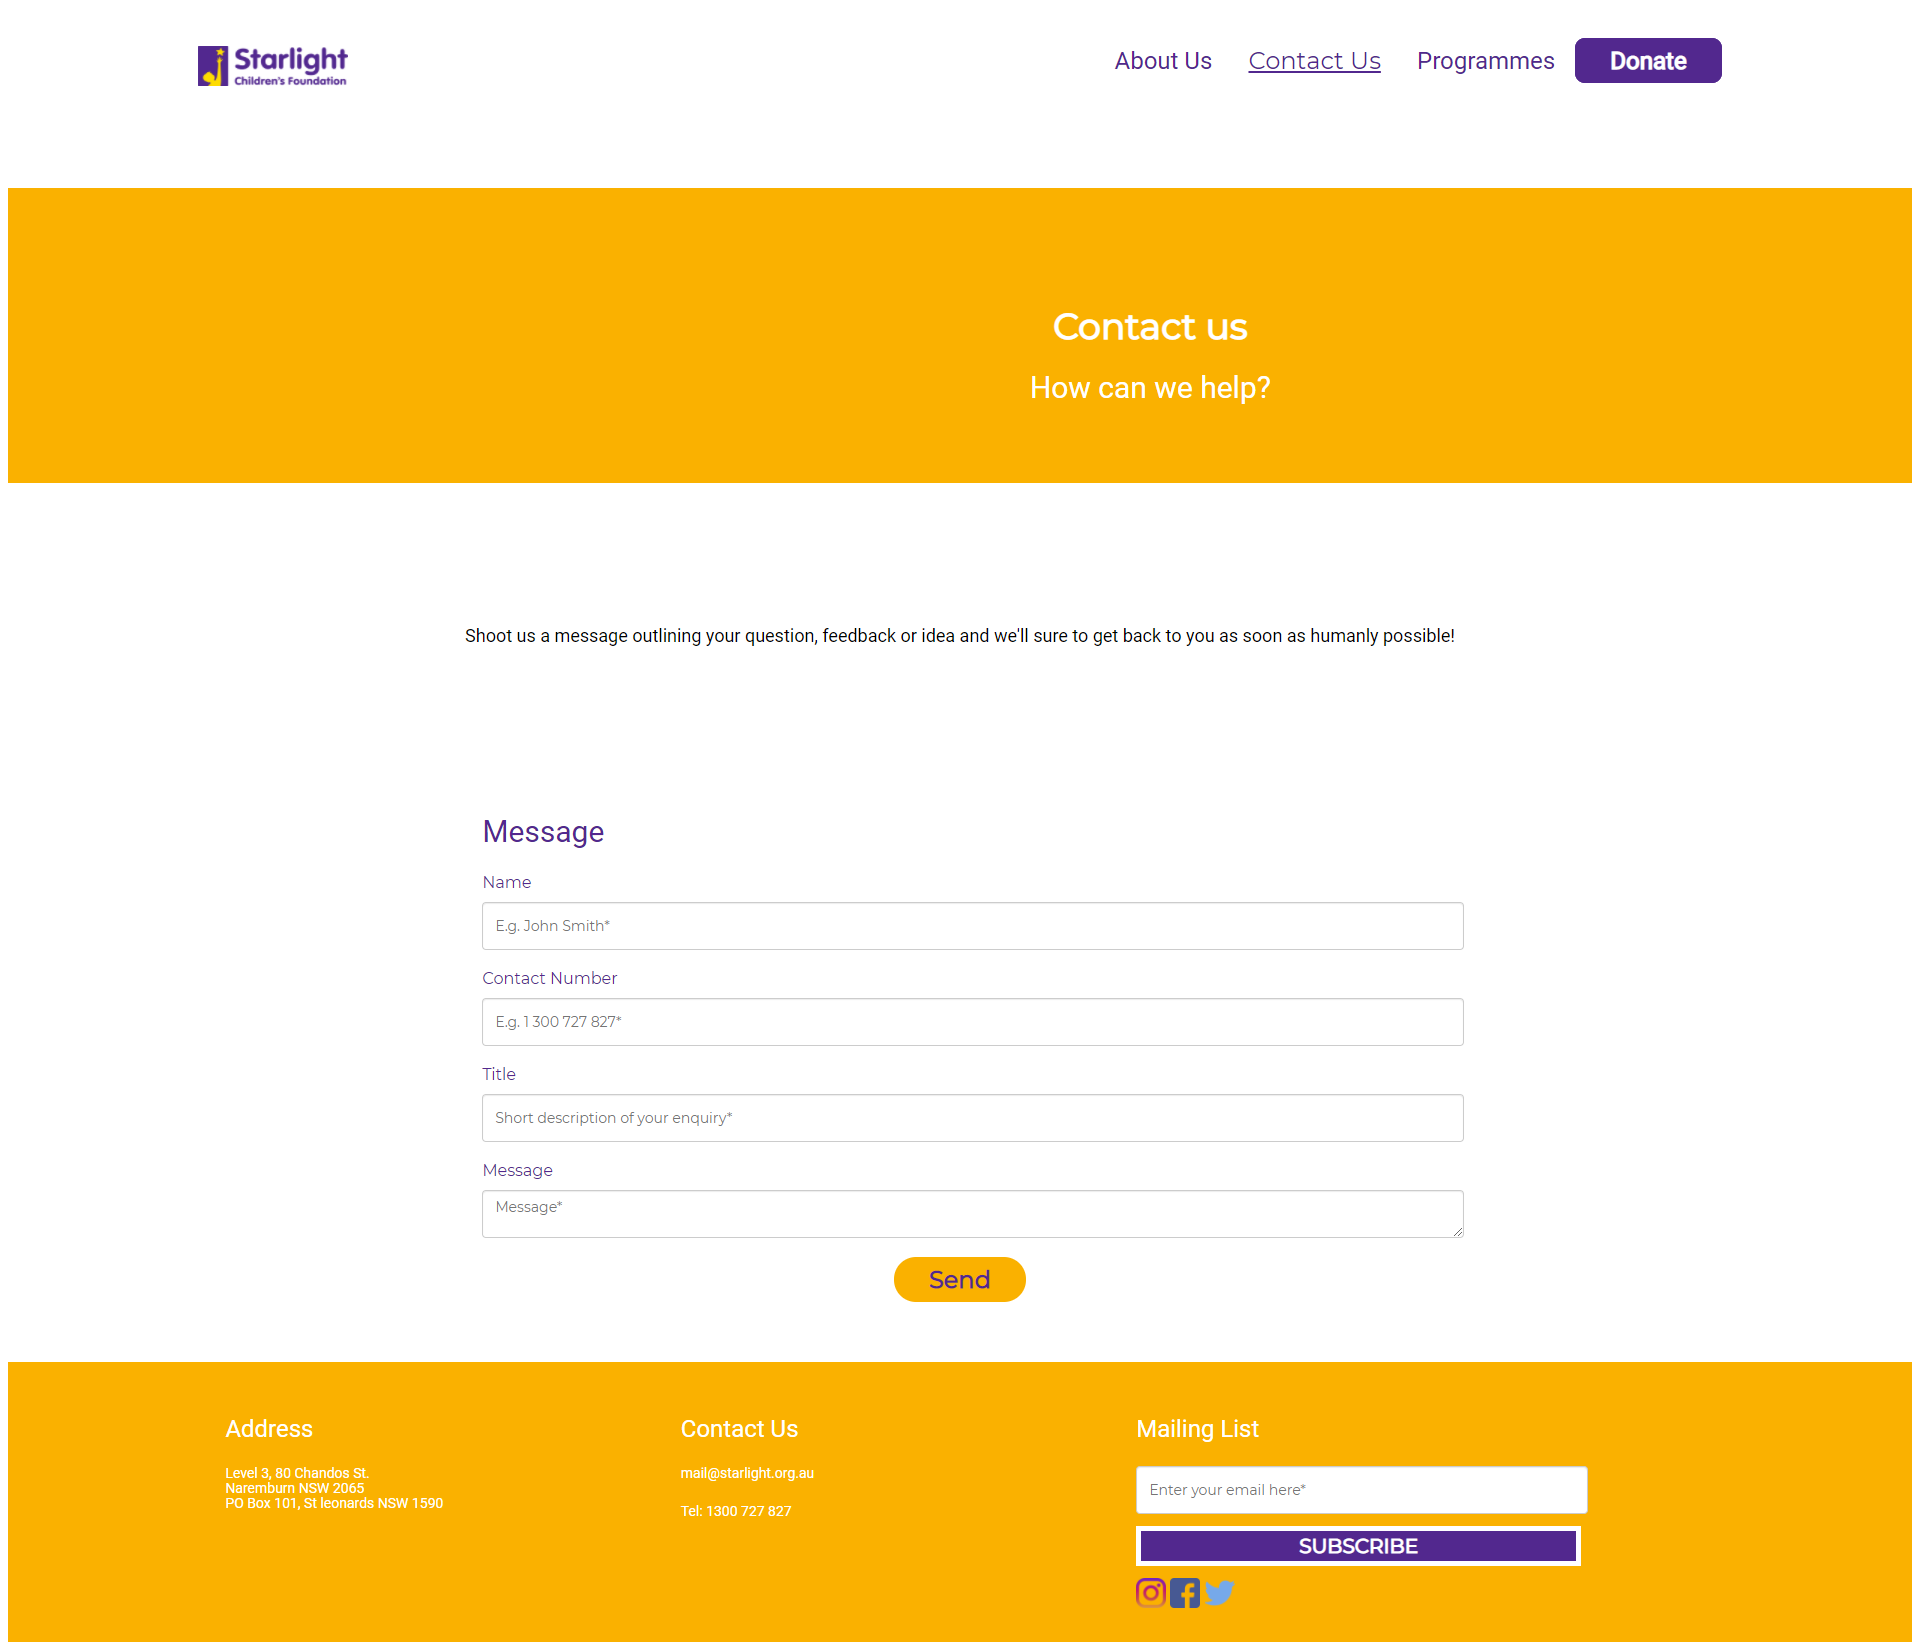 Starlight
Children's Foundation
About Us
Contact Us
Programmes
Donate
Contact us
How can we help?
Shoot us a message outlining your question, feedback or idea and we'll sure to get back to you as soon as humanly possible!
Message
Name
E.g. John Smith*
Contact Number
E.g. 1 300 727 827*
Title
Short description of your enquiry*
Message
Message*
Send
Address
Level 3, 80 Chandos St.
Naremburn NSW 2065
PO Box 101, St leonards NSW 1590
Contact Us
mail@starlight.org.au
Tel: 1300 727 827
Mailing List
Enter your email here*
SUBSCRIBE